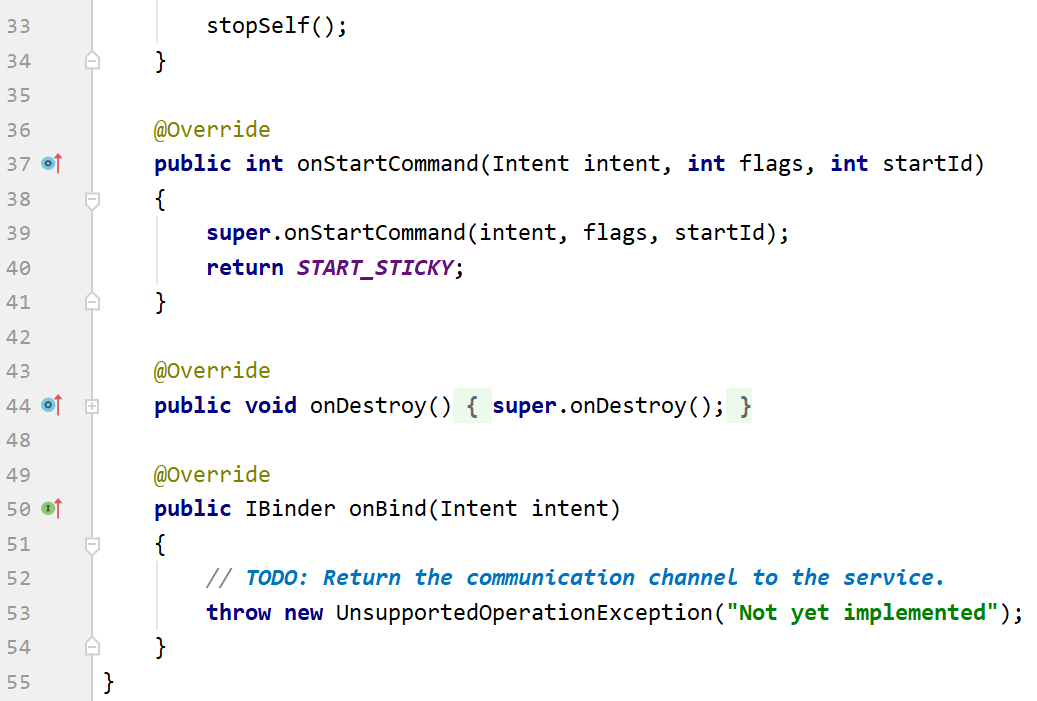 33 stopSelf();
34 }
35
36 @Override
37 public int onStartCommand(Intent intent, int flags, int startId)
38 {
39 super.onStartCommand(intent, flags, startId);
40 return START_STICKY;
41 }
42
43 @Override
44 public void onDestroy() { super.onDestroy(); }
48
49 @Override
50 public IBinder onBind(Intent intent)
51 {
52 // TODO: Return the communication channel to the service.
53 throw new UnsupportedOperationException("Not yet implemented");
54 }
55 }